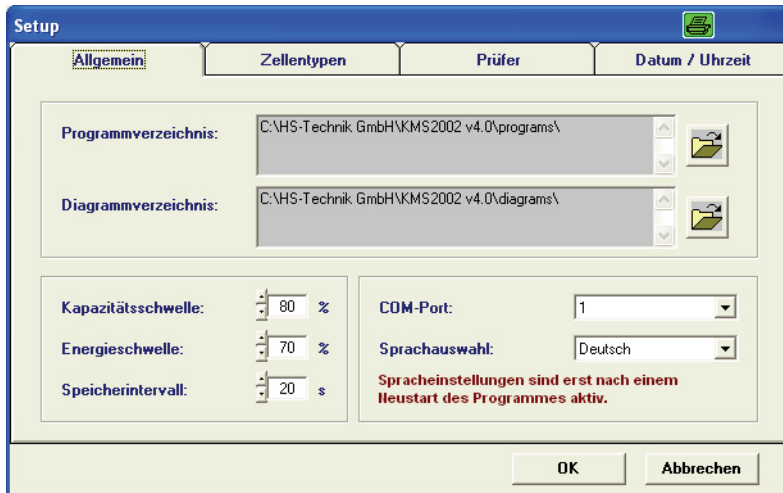 Setup
Allgemein
Zellentypen
Prüfer
Datum / Uhrzeit
Programmverzeichnis:
C:\HS-Technik GmbH\KMS2002 v4.0\programs\
Diagrammverzeichnis:
C:\HS-Technik GmbH\KMS2002 v4.0\diagrams\
Kapazitätsschwelle: 80 %
Energieschwelle: 70 %
Speicherintervall: 20 s
COM-Port: 1
Sprachauswahl: Deutsch
Spracheinstellungen sind erst nach einem
Neustart des Programmes aktiv.
OK
Abbrechen